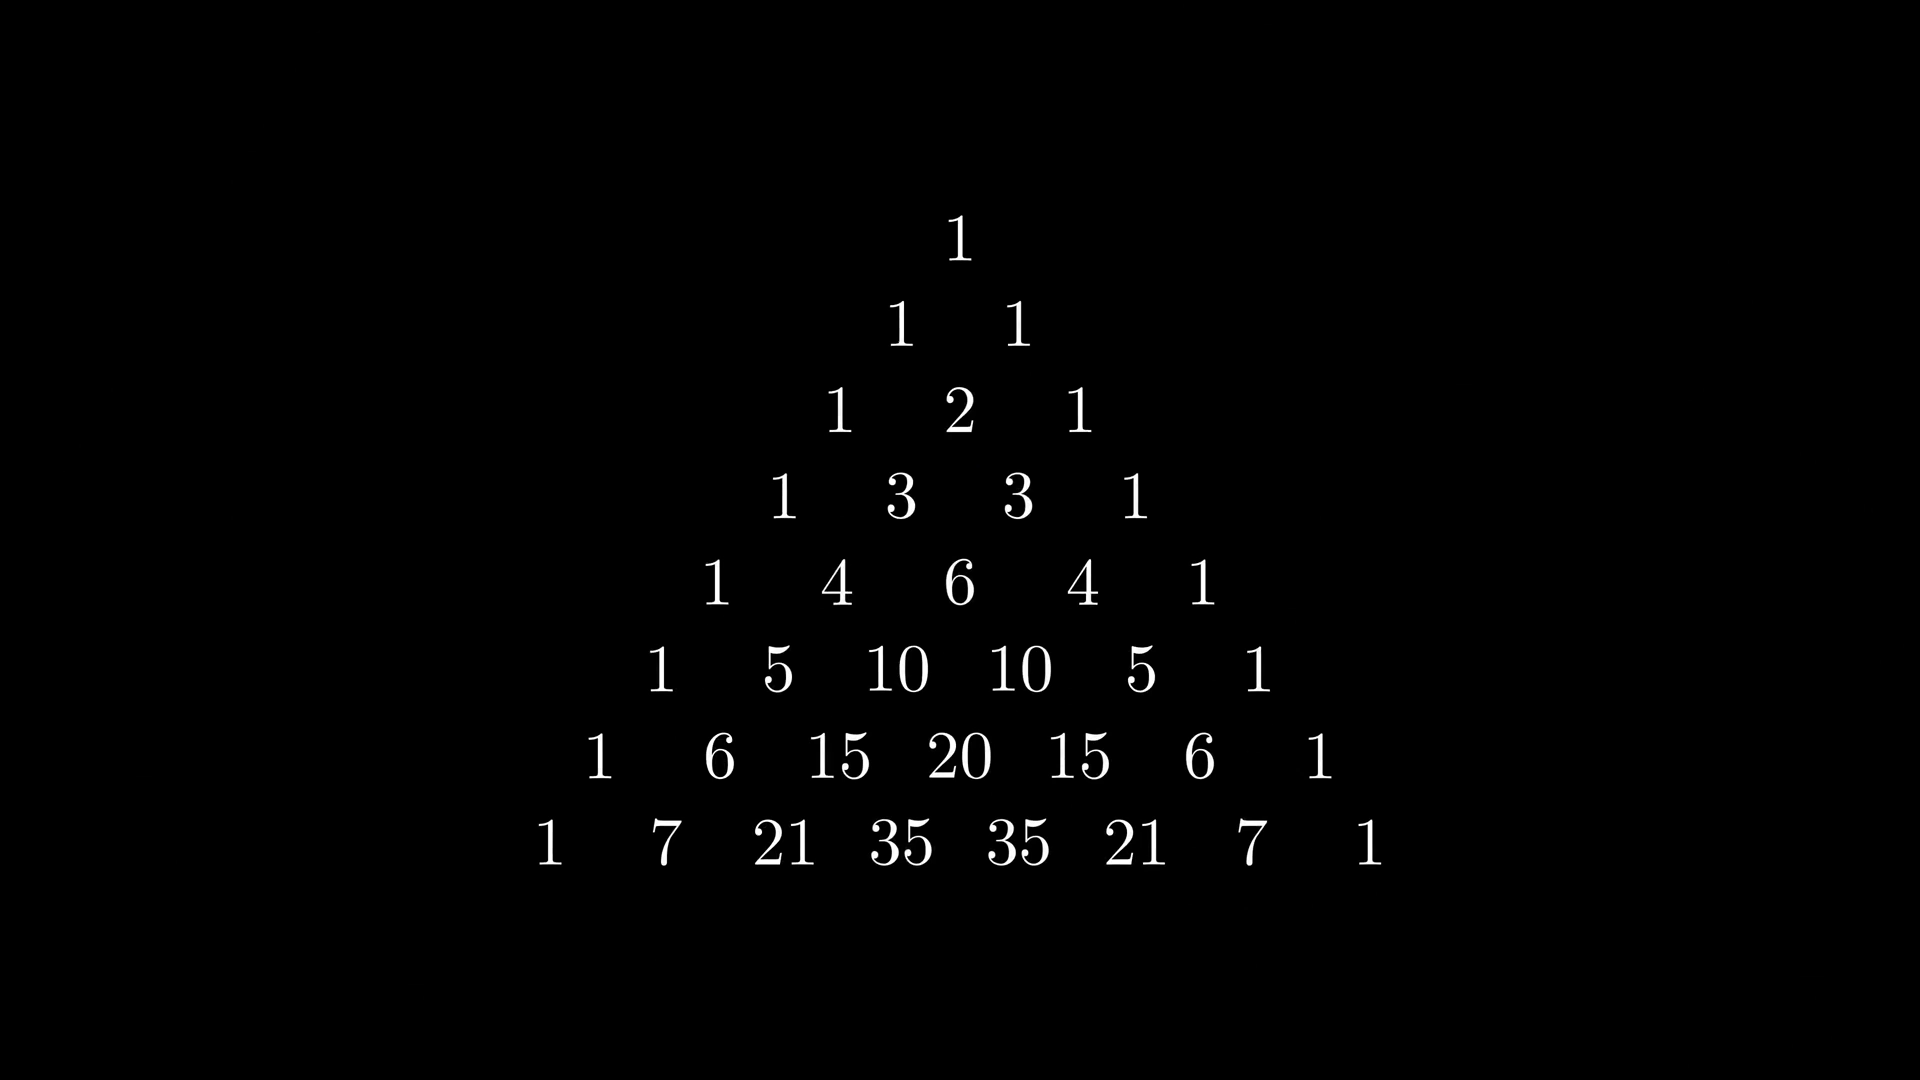 1
1 1
1 2 1
1 3 3 1
1 4 6 4 1
1 5 10 10 5 1
1 6 15 20 15 6 1
1 7 21 35 35 21 7 1